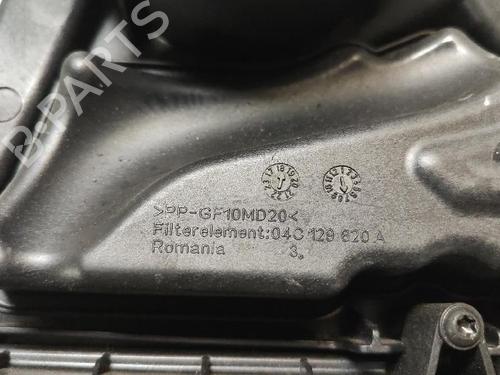 B-PARTS
>PP-GF10MD20<
Filterelement:04C 129 620 A
Romania 3.